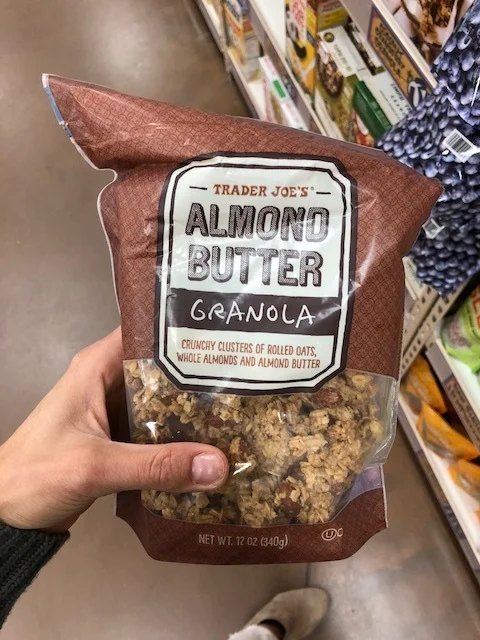 TRADER JOE'S®
ALMOND
BUTTER
GRANOLA
CRUNCHY CLUSTERS OF ROLLED OATS,
WHOLE ALMONDS AND ALMOND BUTTER
NET WT. 12 OZ (340g)